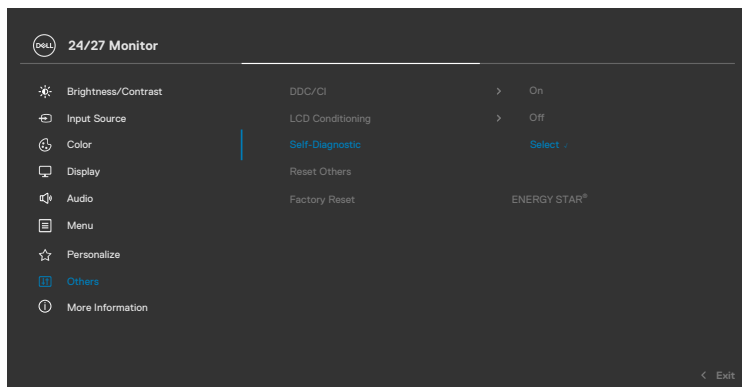 DELL 24/27 Monitor
Brightness/Contrast DDC/CI > On
Input Source LCD Conditioning > Off
Color Self-Diagnostic Select ✓
Display Reset Others
Audio Factory Reset ENERGY STAR®
Menu
Personalize
Others
More Information
< Exit